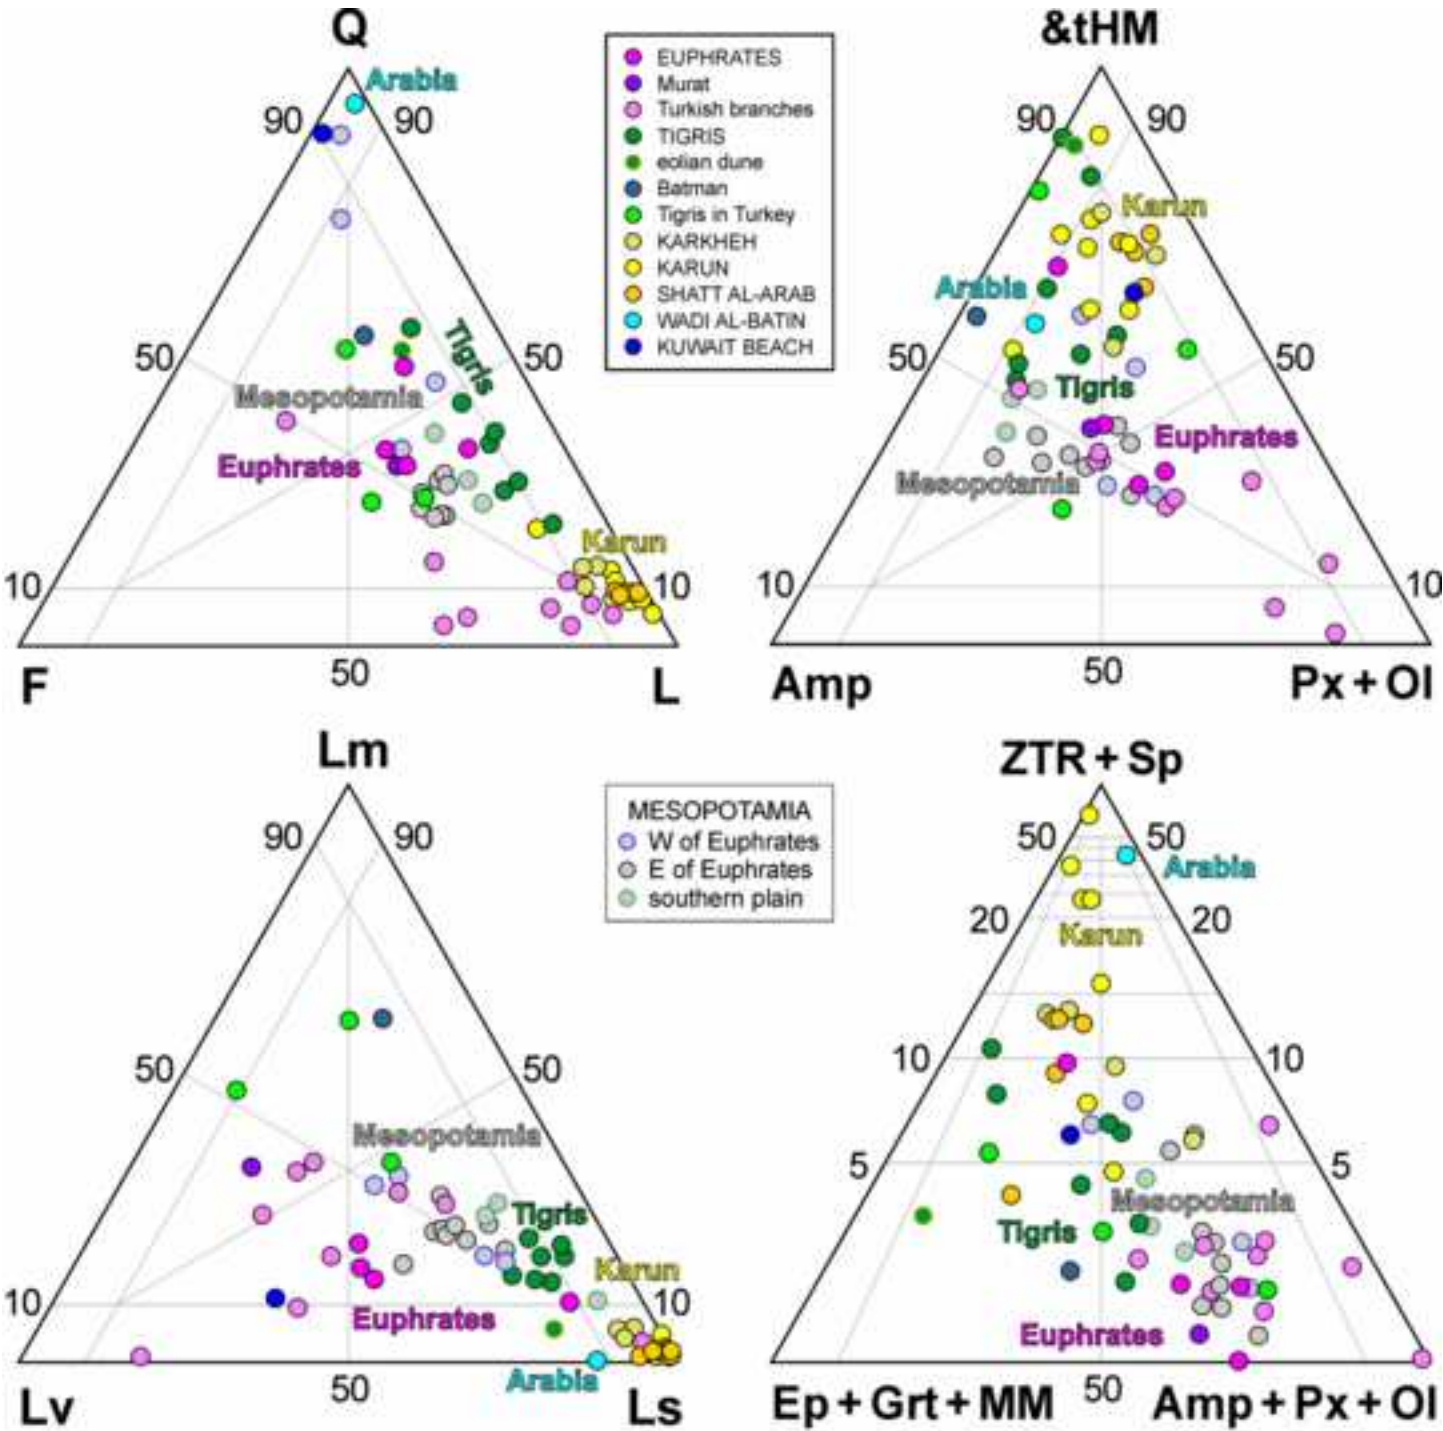 Q
Arabia
90
90
50
50
Tigris
Mesopotamia
Euphrates
Karun
10
10
F
50
L
EUPHRATES
Murat
Turkish branches
TIGRIS
eolian dune
Batman
Tigris in Turkey
KARKHEH
KARUN
SHATT AL-ARAB
WADI AL-BATIN
KUWAIT BEACH
&tHM
90
90
Karun
Arabia
50
50
Tigris
Euphrates
Mesopotamia
10
10
Amp
50
Px + Ol
Lm
90
90
50
50
Mesopotamia
Tigris
Karun
10
10
Euphrates
Arabia
Lv
50
Ls
MESOPOTAMIA
W of Euphrates
E of Euphrates
southern plain
ZTR + Sp
50
50
Arabia
20
20
Karun
10
10
5
5
Mesopotamia
Tigris
Euphrates
Ep + Grt + MM
50
Amp + Px + Ol